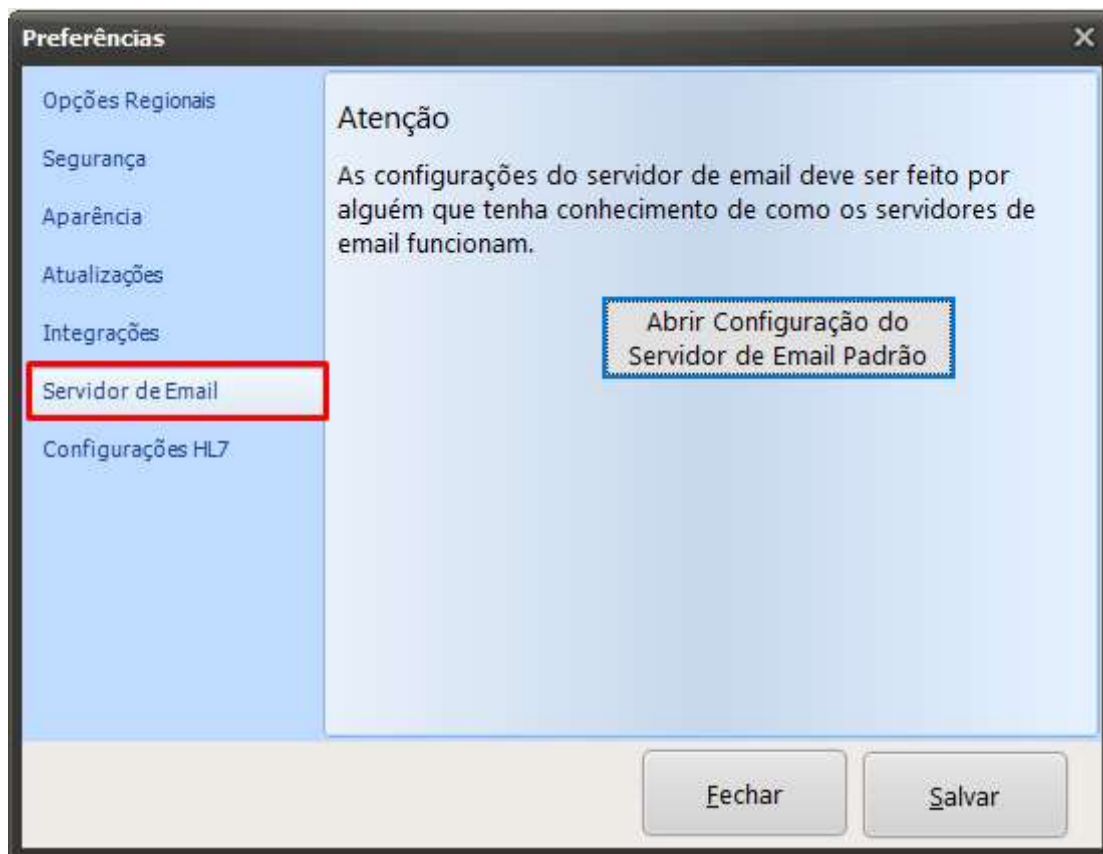 Preferências
Opções Regionais
Segurança
Aparência
Atualizações
Integrações
Servidor de Email
Configurações HL7
Atenção
As configurações do servidor de email deve ser feito por
alguém que tenha conhecimento de como os servidores de
email funcionam.
Abrir Configuração do
Servidor de Email Padrão
Fechar
Salvar